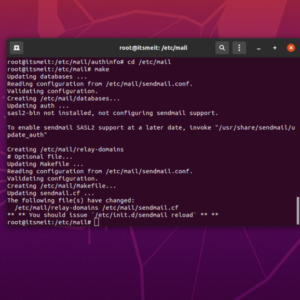 root@itsmeit: /etc/mail
root@itsmeit:/etc/mail/authinfo# cd /etc/mail
root@itsmeit:/etc/mail# make
Updating databases ...
Reading configuration from /etc/mail/sendmail.conf.
Validating configuration.
Creating /etc/mail/databases...
Updating auth ...
sasl2-bin not installed, not configuring sendmail support.
To enable sendmail SASL2 support at a later date, invoke "/usr/share/sendmail/u
pdate_auth"
Creating /etc/mail/relay-domains
# Optional file...
Updating Makefile ...
Reading configuration from /etc/mail/sendmail.conf.
Validating configuration.
Creating /etc/mail/Makefile...
Updating sendmail.cf ...
The following file(s) have changed:
/etc/mail/relay-domains /etc/mail/sendmail.cf
** ** You should issue `/etc/init.d/sendmail reload` ** **
root@itsmeit:/etc/mail#